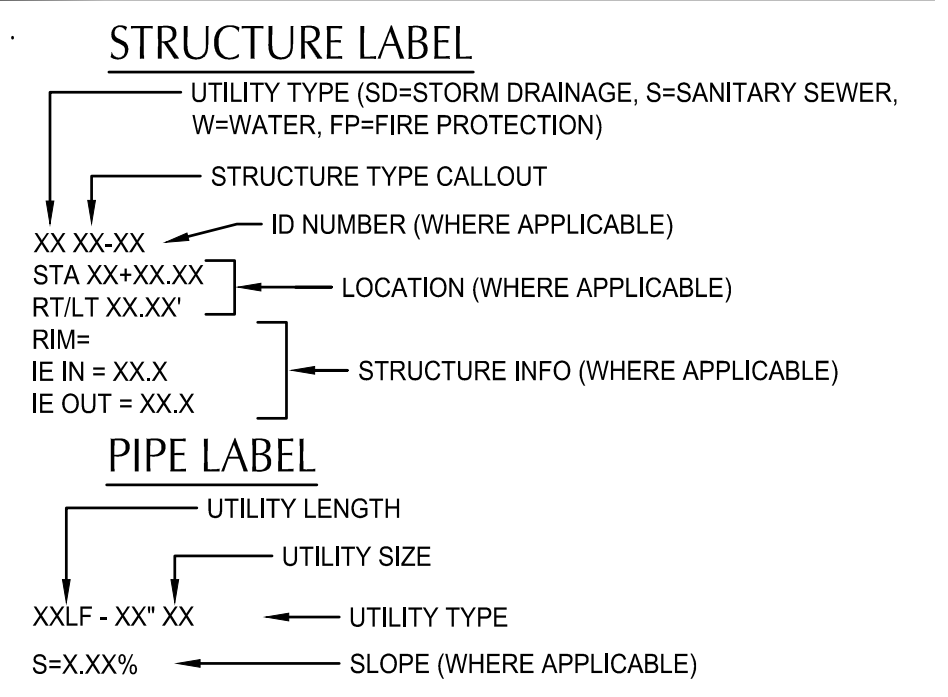 STRUCTURE LABEL
UTILITY TYPE (SD=STORM DRAINAGE, S=SANITARY SEWER,
W=WATER, FP=FIRE PROTECTION)
STRUCTURE TYPE CALLOUT
ID NUMBER (WHERE APPLICABLE)
XX XX-XX
STA XX+XX.XX
RT/LT XX.XX'
LOCATION (WHERE APPLICABLE)
RIM=
IE IN = XX.X
IE OUT = XX.X
STRUCTURE INFO (WHERE APPLICABLE)
PIPE LABEL
UTILITY LENGTH
UTILITY SIZE
XXLF - XX" XX
UTILITY TYPE
S=X.XX%
SLOPE (WHERE APPLICABLE)